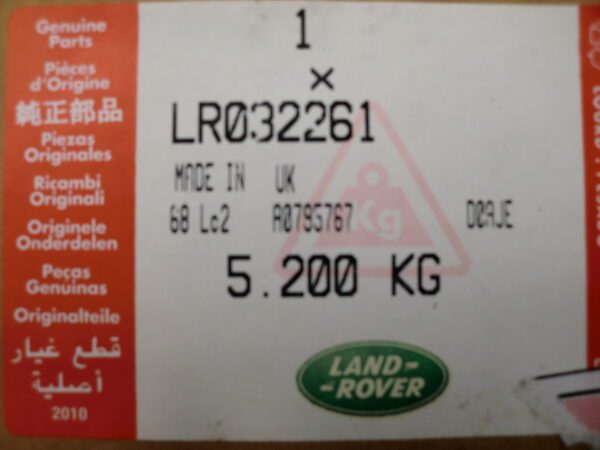 Genuine
Parts
Pièces
d'Origine
純正部品
Piezas
Originales
Ricambi
Originali
Originele
Onderdelen
Peças
Genuinas
Originalteile
قطع غيار
أصلية
2010
1
x
LR032261
MADE IN UK
68 Lc2 A0795767 D0AJE
Kg
5.200 KG
LAND-
-ROVER